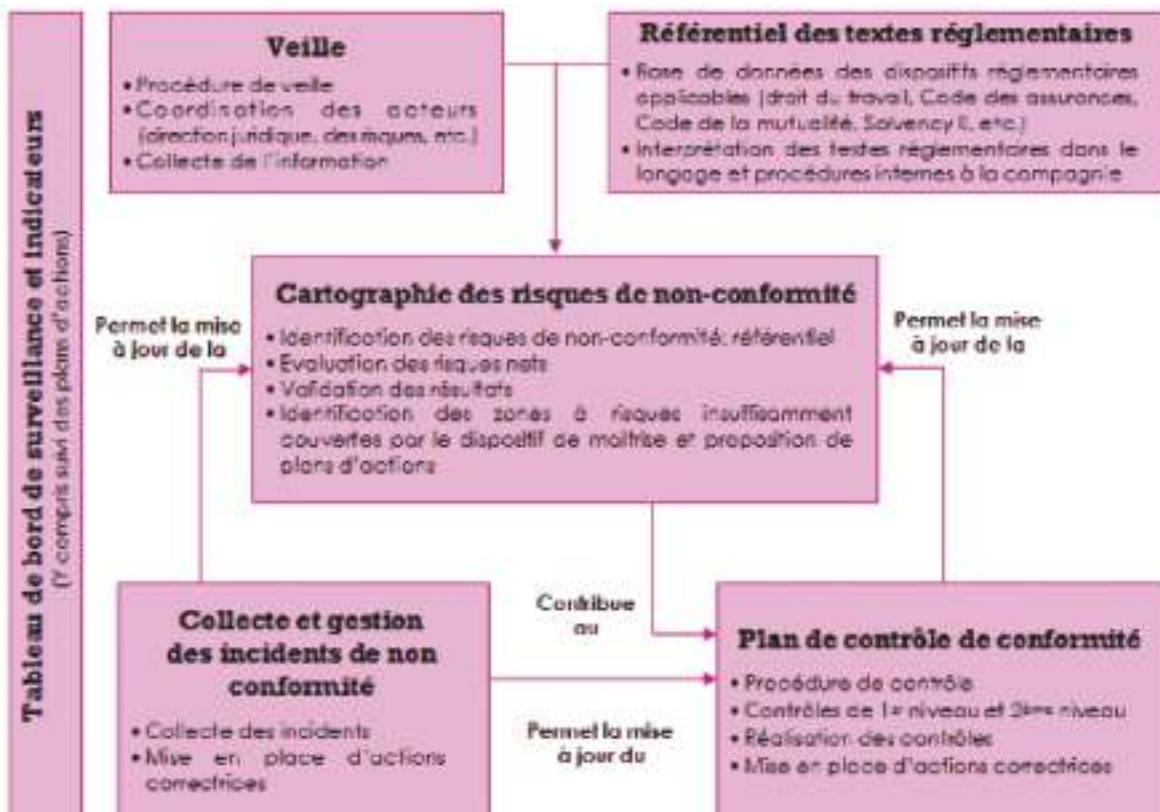 Tableau de bord de surveillance et indicateurs
(Y compris suivi des plans d'actions)
Veille
• Procédure de veille
• Coordination des acteurs
(direction juridique, des risques, etc.)
• Collecte de l'information
Référentiel des textes réglementaires
• Base de données des dispositifs réglementaires
applicables (droit du travail, Code des assurances,
Code de la mutualité, Solvency II, etc.)
• Interprétation des textes réglementaires dans le
langage et procédures internes à la compagnie
Cartographie des risques de non-conformité
• Identification des risques de non-conformité: référentiel
• Evaluation des risques nets
• Validation des résultats
• Identification des zones à risques insuffisamment
couvertes par le dispositif de maîtrise et proposition de
plans d'actions
Permet la mise
à jour de la
Permet la mise
à jour de la
Collecte et gestion
des incidents de non
conformité
• Collecte des incidents
• Mise en place d'actions
correctrices
Contribue
au
Permet la mise
à jour du
Plan de contrôle de conformité
• Procédure de contrôle
• Contrôles de 1er niveau et 2ème niveau
• Réalisation des contrôles
• Mise en place d'actions correctrices